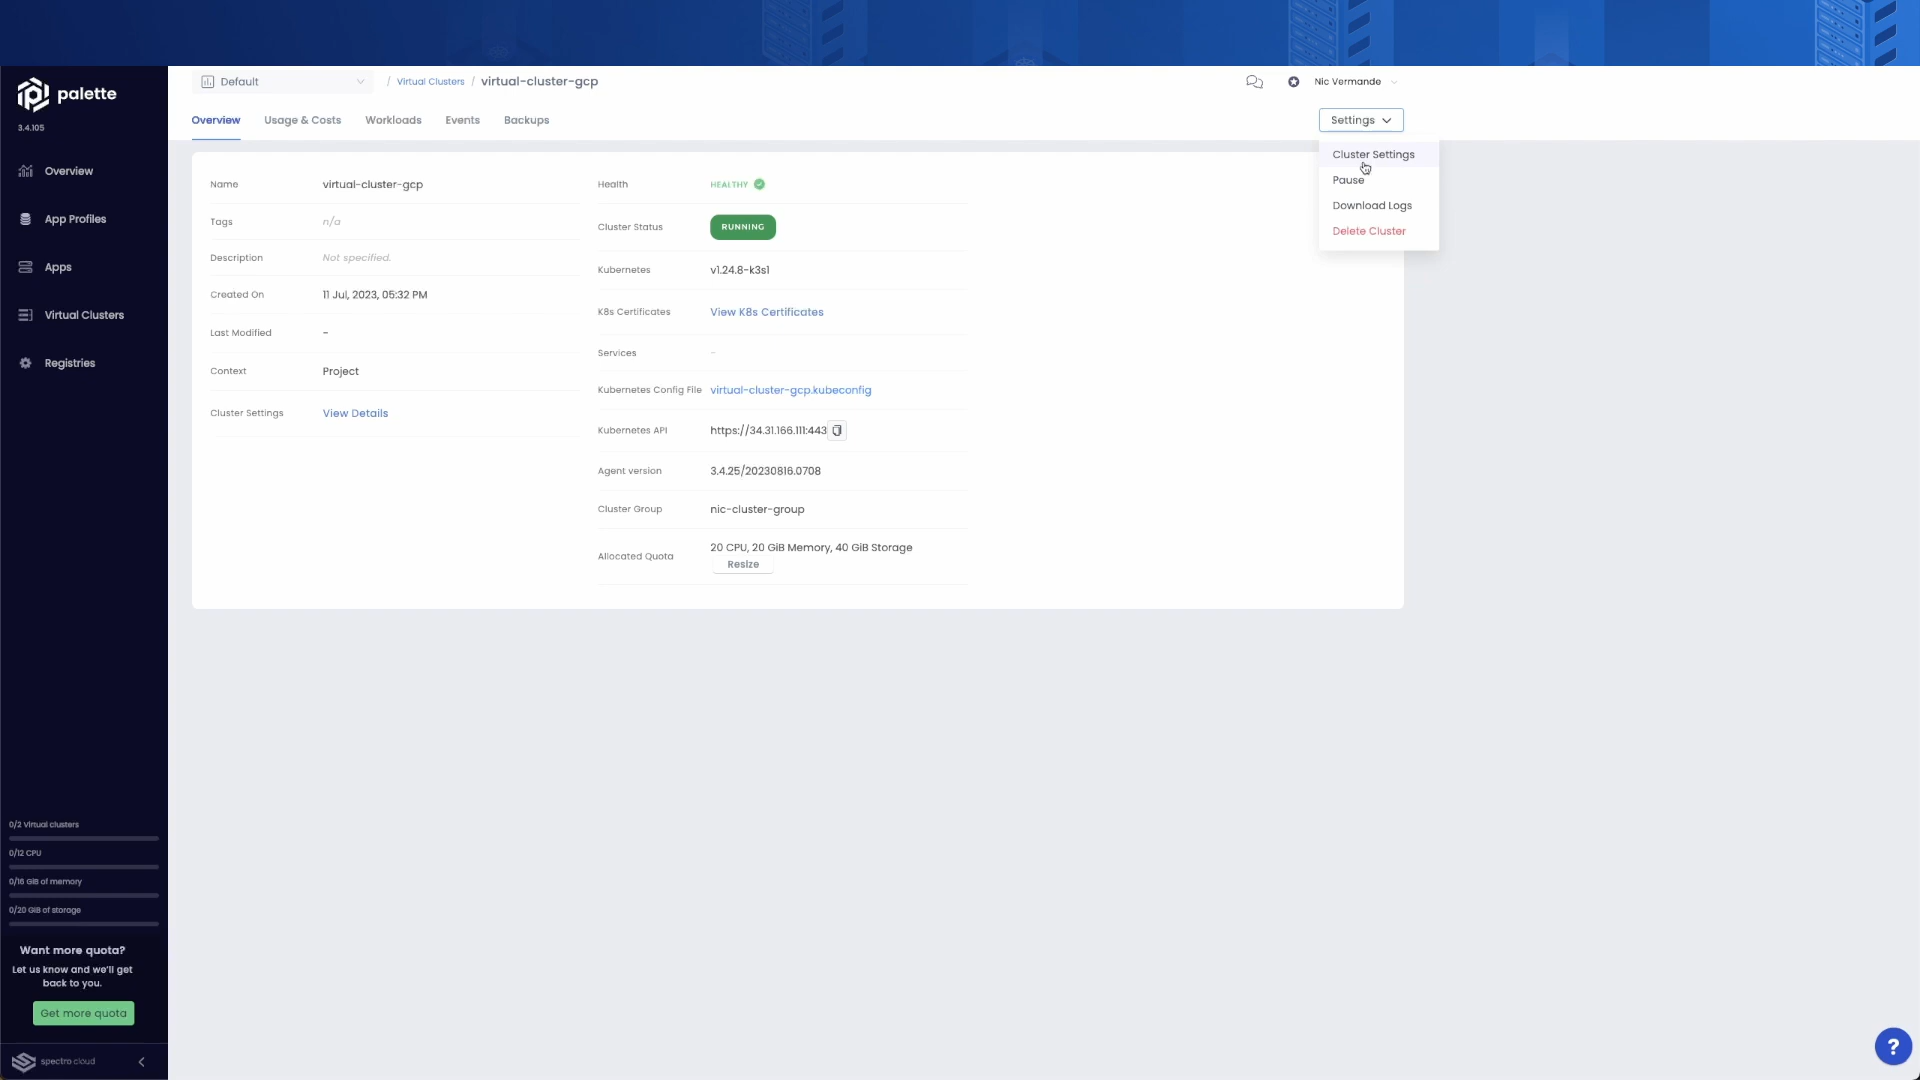 palette
3.4.105
Overview
App Profiles
Apps
Virtual Clusters
Registries
0/2 Virtual clusters
0/12 CPU
0/16 GiB of memory
0/20 GiB of storage
Want more quota?
Let us know and we'll get
back to you.
Get more quota
spectro cloud
Default / Virtual Clusters / virtual-cluster-gcp
Nic Vermande
Overview Usage & Costs Workloads Events Backups
Settings
Cluster Settings
Pause
Download Logs
Delete Cluster
Name virtual-cluster-gcp
Tags n/a
Description Not specified.
Created On 11 Jul, 2023, 05:32 PM
Last Modified -
Context Project
Cluster Settings View Details
Health HEALTHY
Cluster Status RUNNING
Kubernetes v1.24.8-k3s1
K8s Certificates View K8s Certificates
Services -
Kubernetes Config File virtual-cluster-gcp.kubeconfig
Kubernetes API https://34.31.166.111:443
Agent version 3.4.25/20230816.0708
Cluster Group nic-cluster-group
Allocated Quota 20 CPU, 20 GiB Memory, 40 GiB Storage
Resize
?